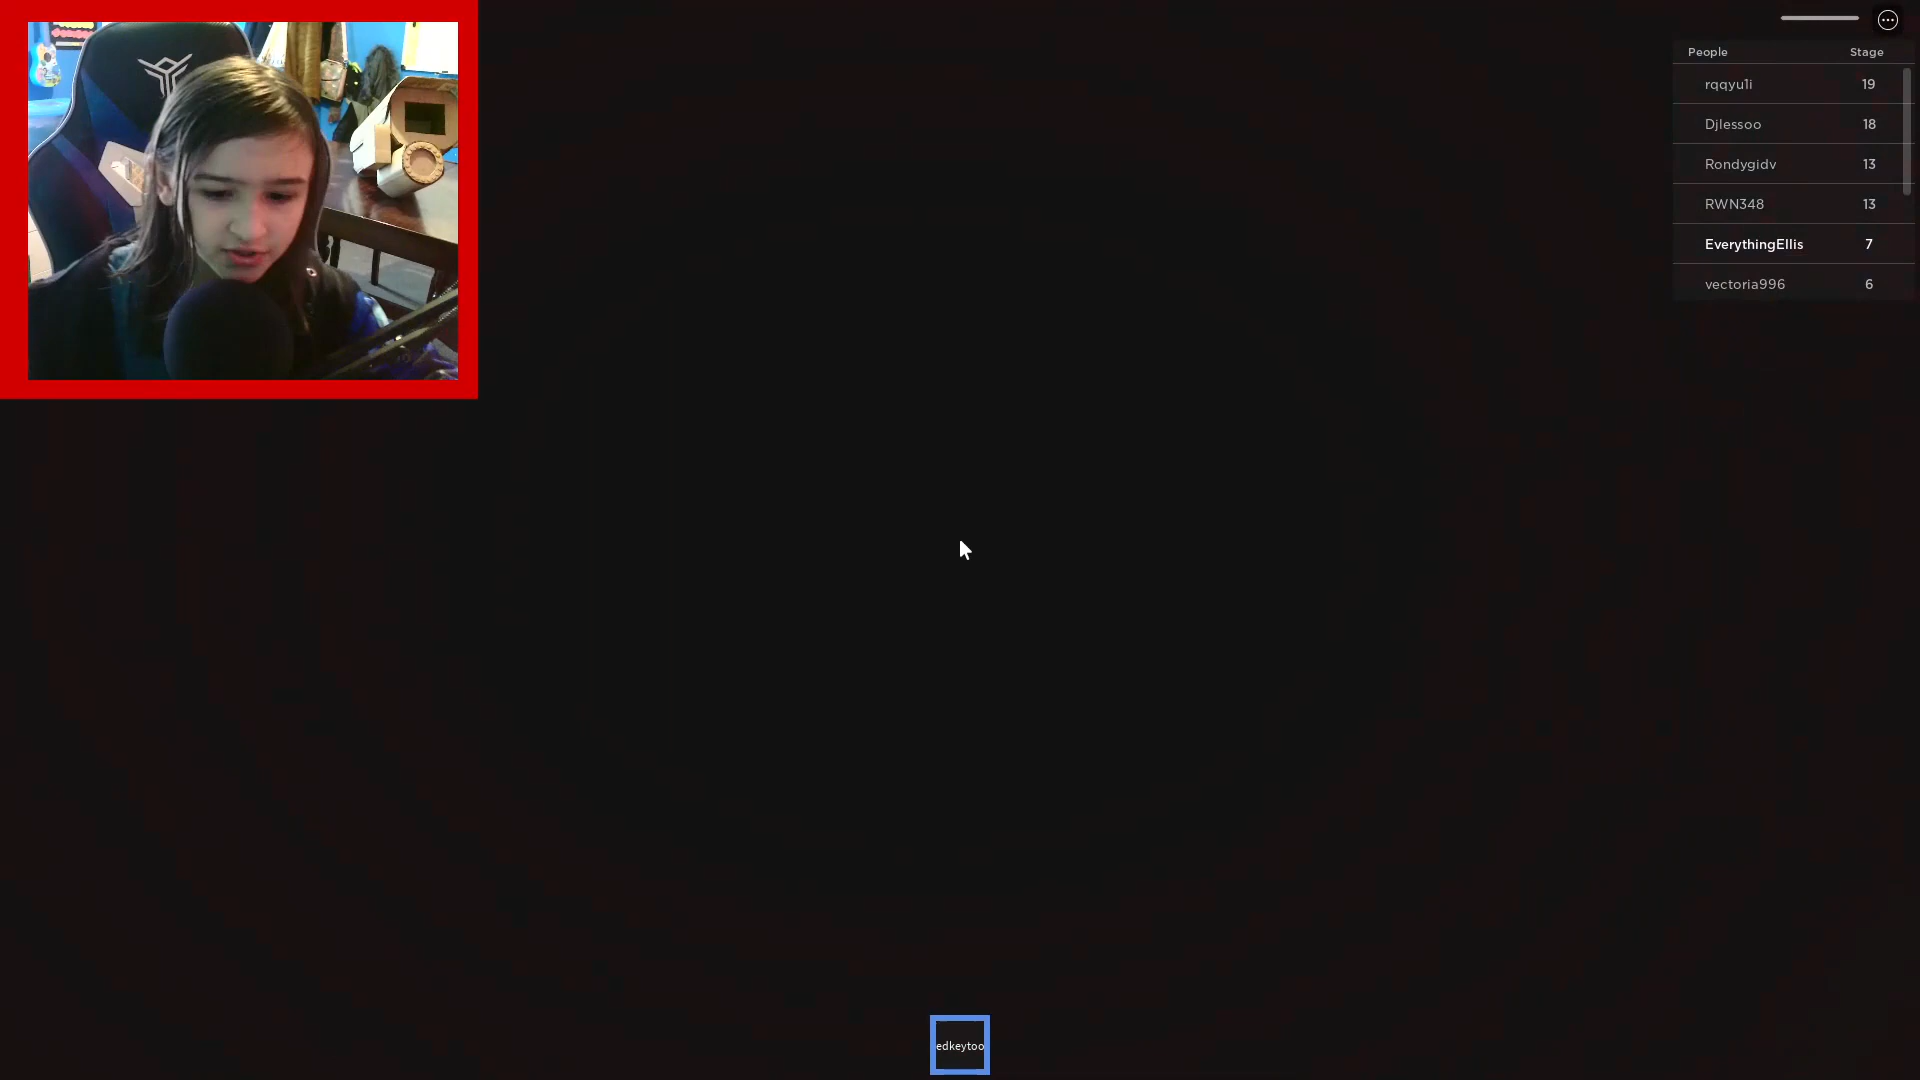 People Stage
rqqyu1i 19
Djlessoo 18
Rondygidv 13
RWN348 13
EverythingEllis 7
vectoria996 6
edkeytoo